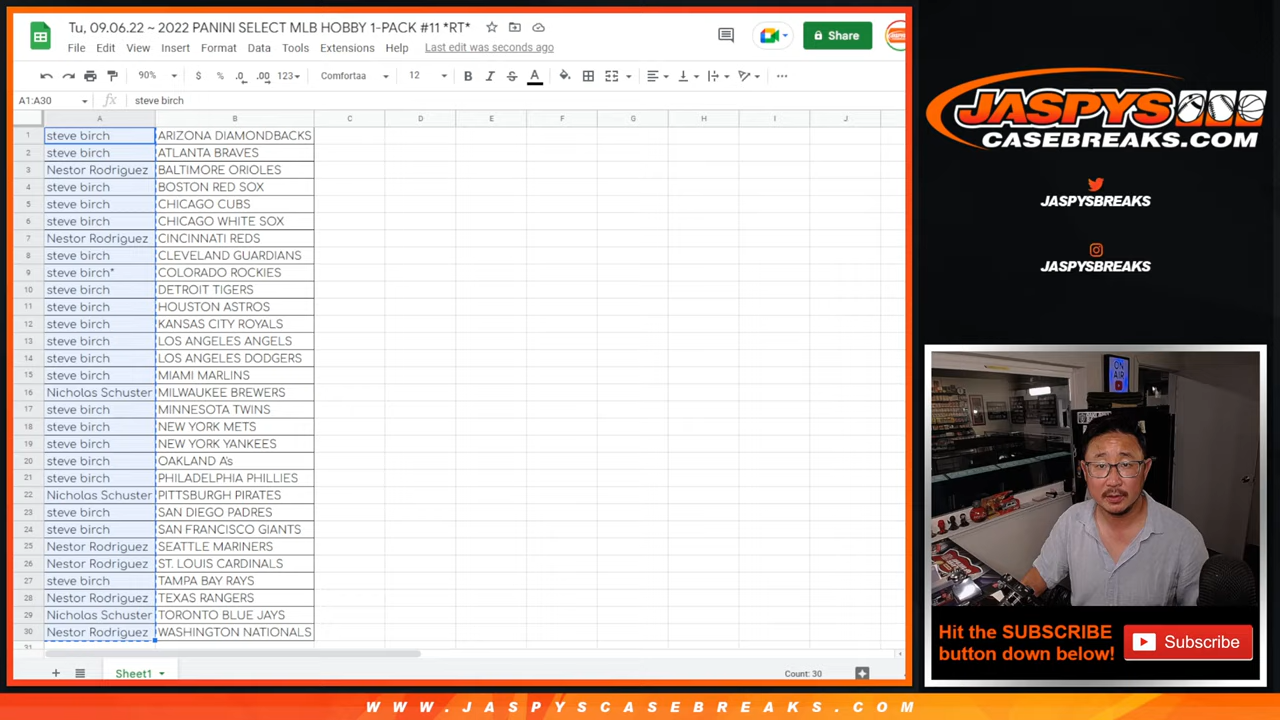 Tu, 09.06.22 ~ 2022 PANINI SELECT MLB HOBBY 1-PACK #11 *RT*
File Edit View Insert Format Data Tools Extensions Help Last edit was seconds ago
Share
90% $ % .0 .00 123 Comfortaa 12 B I S A
A1:A30 fx steve birch
A B C D E F G H I J
1 steve birch ARIZONA DIAMONDBACKS
2 steve birch ATLANTA BRAVES
3 Nestor Rodriguez BALTIMORE ORIOLES
4 steve birch BOSTON RED SOX
5 steve birch CHICAGO CUBS
6 steve birch CHICAGO WHITE SOX
7 Nestor Rodriguez CINCINNATI REDS
8 steve birch CLEVELAND GUARDIANS
9 steve birch* COLORADO ROCKIES
10 steve birch DETROIT TIGERS
11 steve birch HOUSTON ASTROS
12 steve birch KANSAS CITY ROYALS
13 steve birch LOS ANGELES ANGELS
14 steve birch LOS ANGELES DODGERS
15 steve birch MIAMI MARLINS
16 Nicholas Schuster MILWAUKEE BREWERS
17 steve birch MINNESOTA TWINS
18 steve birch NEW YORK METS
19 steve birch NEW YORK YANKEES
20 steve birch OAKLAND A's
21 steve birch PHILADELPHIA PHILLIES
22 Nicholas Schuster PITTSBURGH PIRATES
23 steve birch SAN DIEGO PADRES
24 steve birch SAN FRANCISCO GIANTS
25 Nestor Rodriguez SEATTLE MARINERS
26 Nestor Rodriguez ST. LOUIS CARDINALS
27 steve birch TAMPA BAY RAYS
28 Nestor Rodriguez TEXAS RANGERS
29 Nicholas Schuster TORONTO BLUE JAYS
30 Nestor Rodriguez WASHINGTON NATIONALS
Sheet1
Count: 30
JASPYS
CASEBREAKS.COM
JASPYSBREAKS
JASPYSBREAKS
ON
AIR
Hit the SUBSCRIBE
button down below!
Subscribe
WWW.JASPYSCASEBREAKS.COM